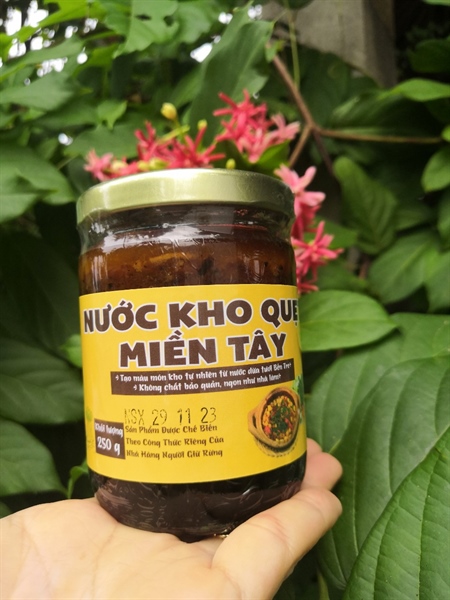 NƯỚC KHO QUẸ
MIỀN TÂY
+ Tạo màu món kho tự nhiên từ nước dừa tươi Bến Tre!
+ Không chất bảo quản, ngon như nhà làm!
NSX 29 11 23
Khối lượng
250 g
Sản Phẩm Được Chế Biến
Theo Công Thức Riêng Của
Nhà Hàng Người Giữ Rừng